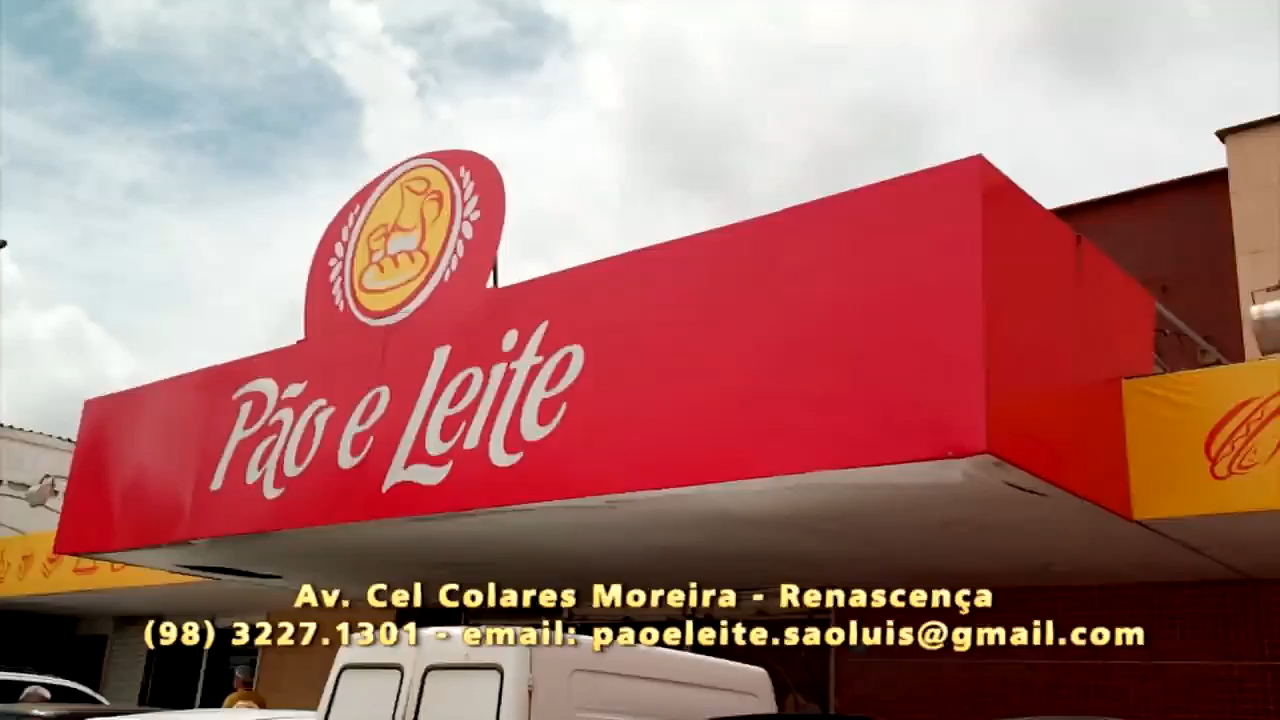 Pão e Leite
Av. Cel Colares Moreira - Renascença
(98) 3227.1301 - email: paoeleite.saoluis@gmail.com